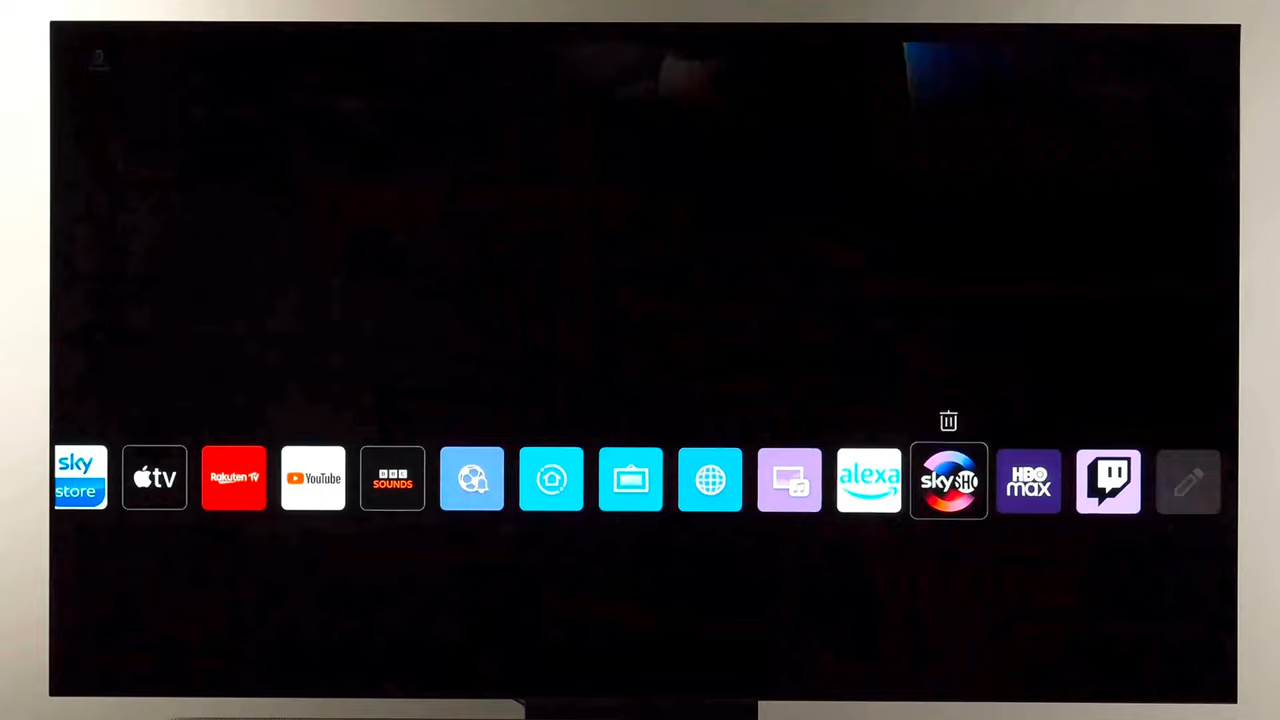 sky
store
tv
Rakuten TV
YouTube
BBC
SOUNDS
alexa
sky SHO
HBO
max